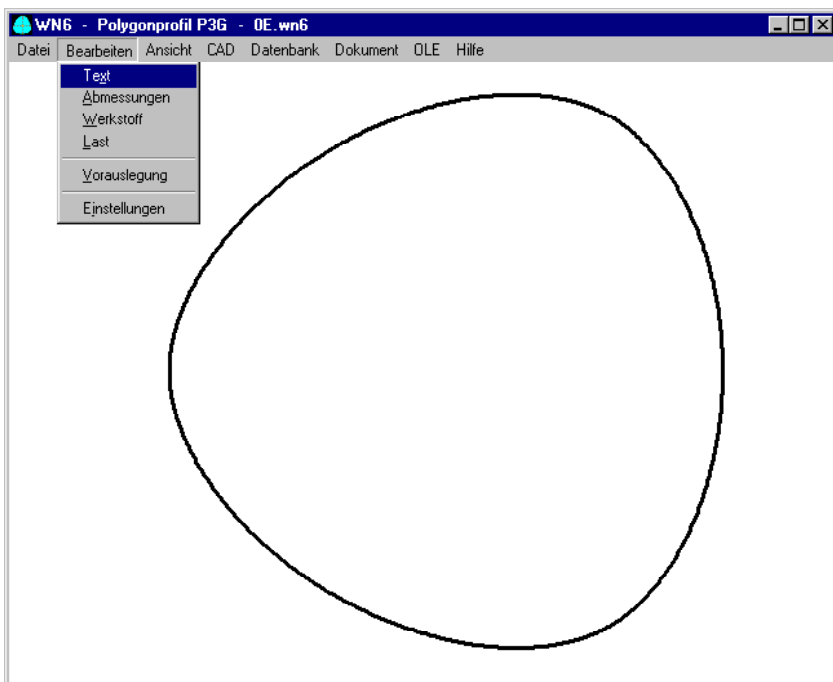 WN6 - Polygonprofil P3G - 0E.wn6
Datei Bearbeiten Ansicht CAD Datenbank Dokument OLE Hilfe
Text
Abmessungen
Werkstoff
Last
Vorauslegung
Einstellungen